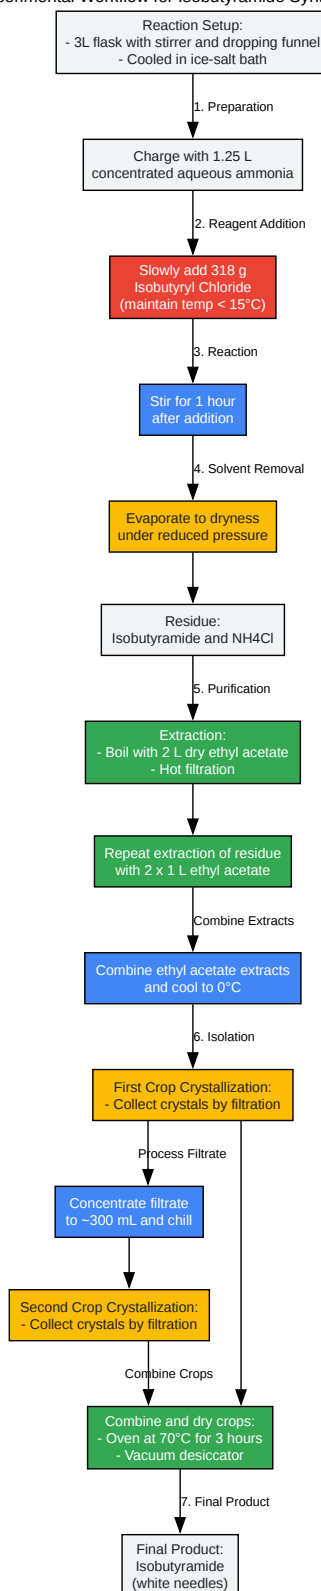 Workflow for Isobutyramide
Reaction Setup:
- 3L flask with stirrer and dropping funnel
- Cooled in ice-salt bath
1. Preparation
Charge with 1.25 L
concentrated aqueous ammonia
2. Reagent Addition
Slowly add 318 g
Isobutyryl Chloride
(maintain temp < 15°C)
3. Reaction
Stir for 1 hour
after addition
4. Solvent Removal
Evaporate to dryness
under reduced pressure
Residue:
Isobutyramide and NH4Cl
5. Purification
Extraction:
- Boil with 2 L dry ethyl acetate
- Hot filtration
Repeat extraction of residue
with 2 x 1 L ethyl acetate
Combine Extracts
Combine ethyl acetate extracts
and cool to 0°C
6. Isolation
First Crop Crystallization:
- Collect crystals by filtration
Process Filtrate
Concentrate filtrate
to ~300 mL and chill
Second Crop Crystallization:
- Collect crystals by filtration
Combine Crops
Combine and dry crops:
- Oven at 70°C for 3 hours
- Vacuum desiccator
7. Final Product
Final Product:
Isobutyramide
(white needles)